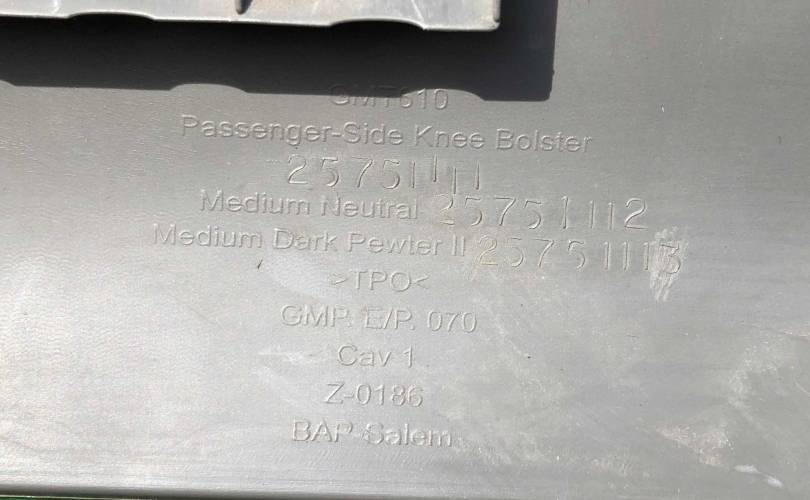 GMT610
Passenger-Side Knee Bolster
25751111
Medium Neutral 25751112
Medium Dark Pewter II 25751113
>TPO<
GMP. E/P. 070
Cav 1
Z-0186
BAP Salem